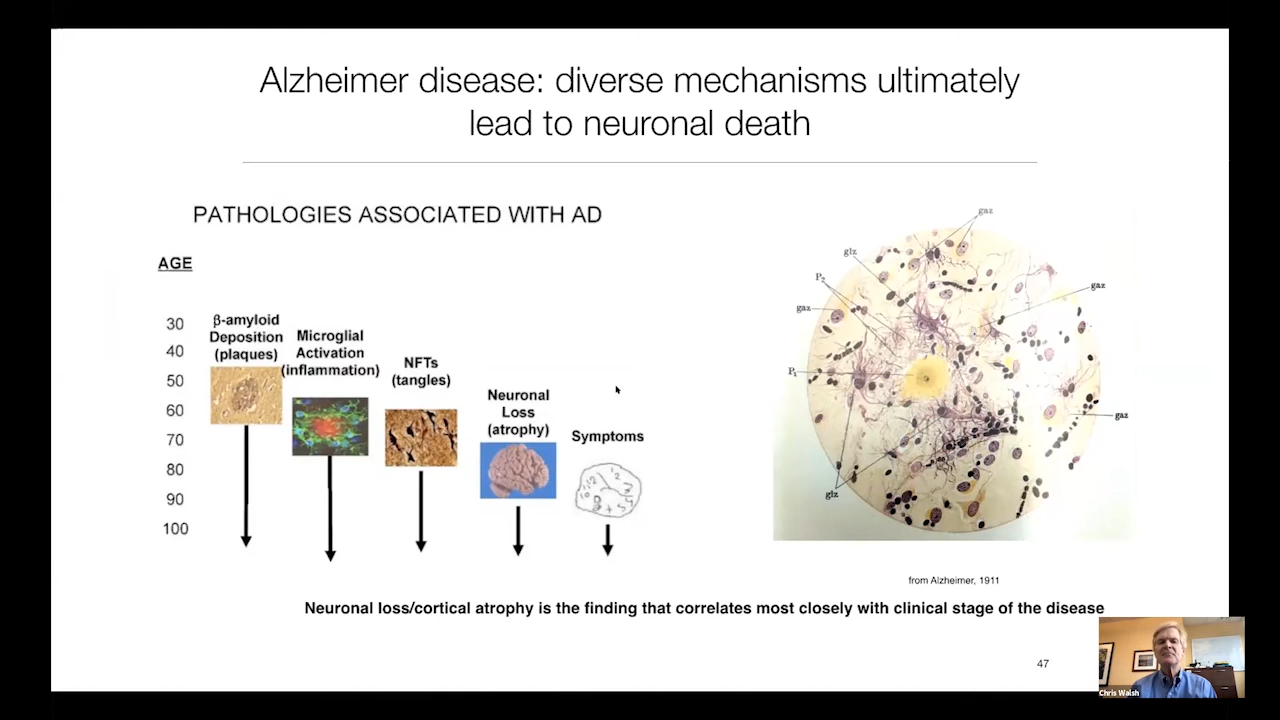 Alzheimer disease: diverse mechanisms ultimately
lead to neuronal death
PATHOLOGIES ASSOCIATED WITH AD
AGE
30
40
50
60
70
80
90
100
β-amyloid
Deposition
(plaques)
Microglial
Activation
(inflammation)
NFTs
(tangles)
Neuronal
Loss
(atrophy)
Symptoms
gaz
glz
P₂
gaz
gaz
P₁
gaz
glz
from Alzheimer, 1911
Neuronal loss/cortical atrophy is the finding that correlates most closely with clinical stage of the disease
47
Chris Walsh